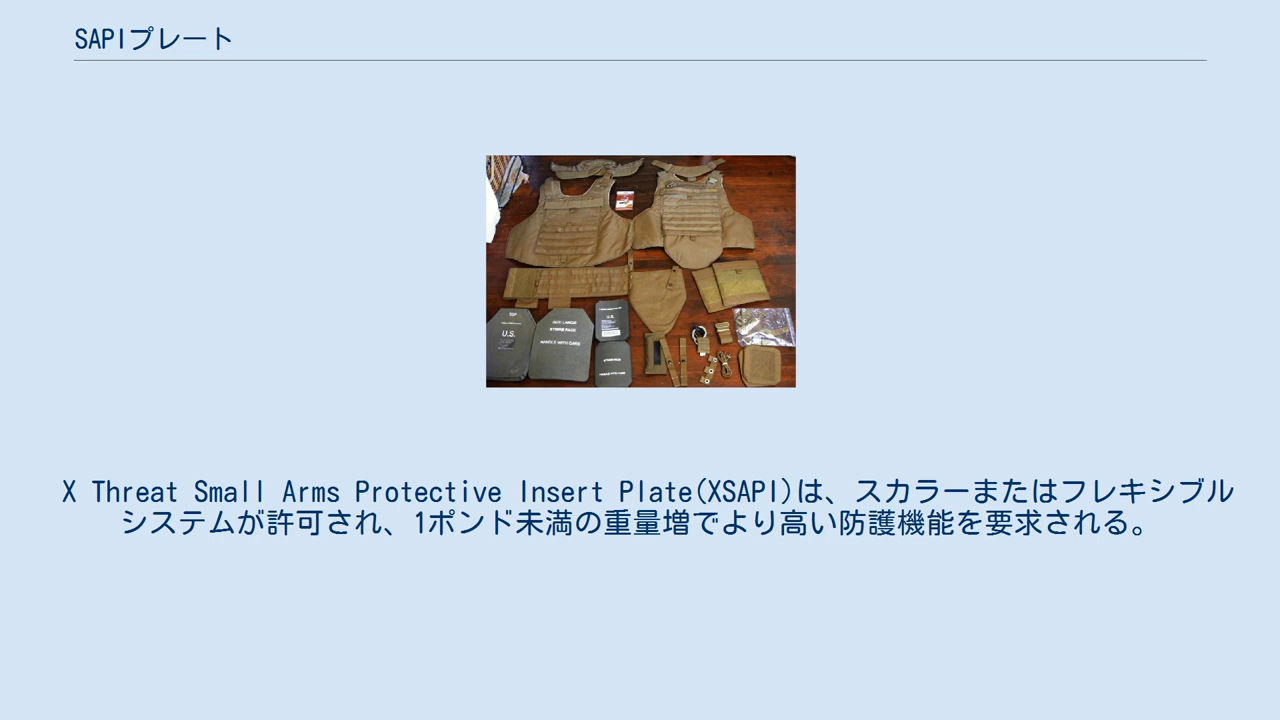 SAPIプレート
U.S.
HANDLE WITH CARE
X Threat Small Arms Protective Insert Plate(XSAPI)は、スカラーまたはフレキシブル
システムが許可され、1ポンド未満の重量増でより高い防護機能を要求される。